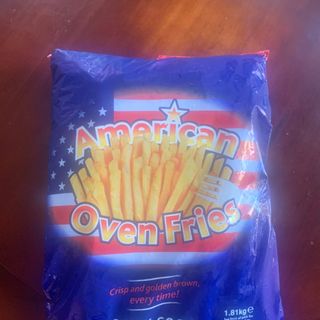 American
Oven Fries
Crisp and golden brown,
every time!
1.81kg e